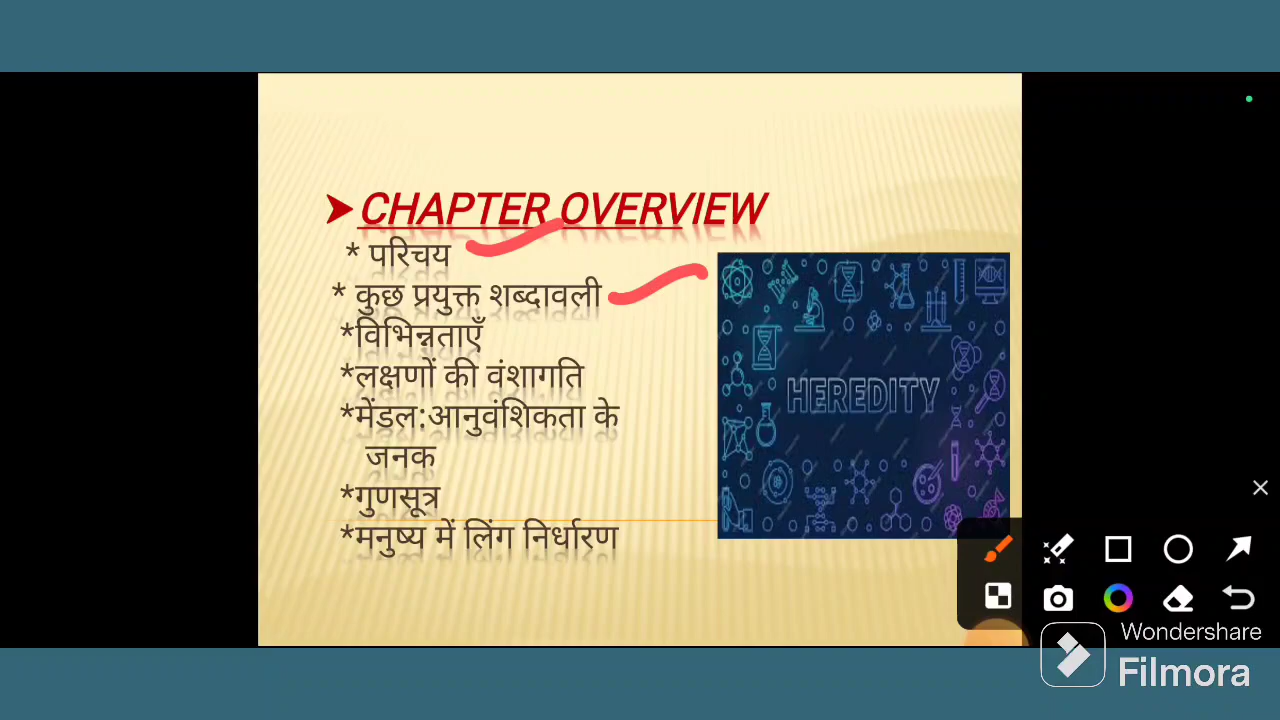 ➤CHAPTER OVERVIEW
* परिचय
* कुछ प्रयुक्त शब्दावली
*विभिन्नताएँ
*लक्षणों की वंशागति
*मेंडल:आनुवंशिकता के
जनक
*गुणसूत्र
*मनुष्य में लिंग निर्धारण
HEREDITY
Wondershare
Filmora